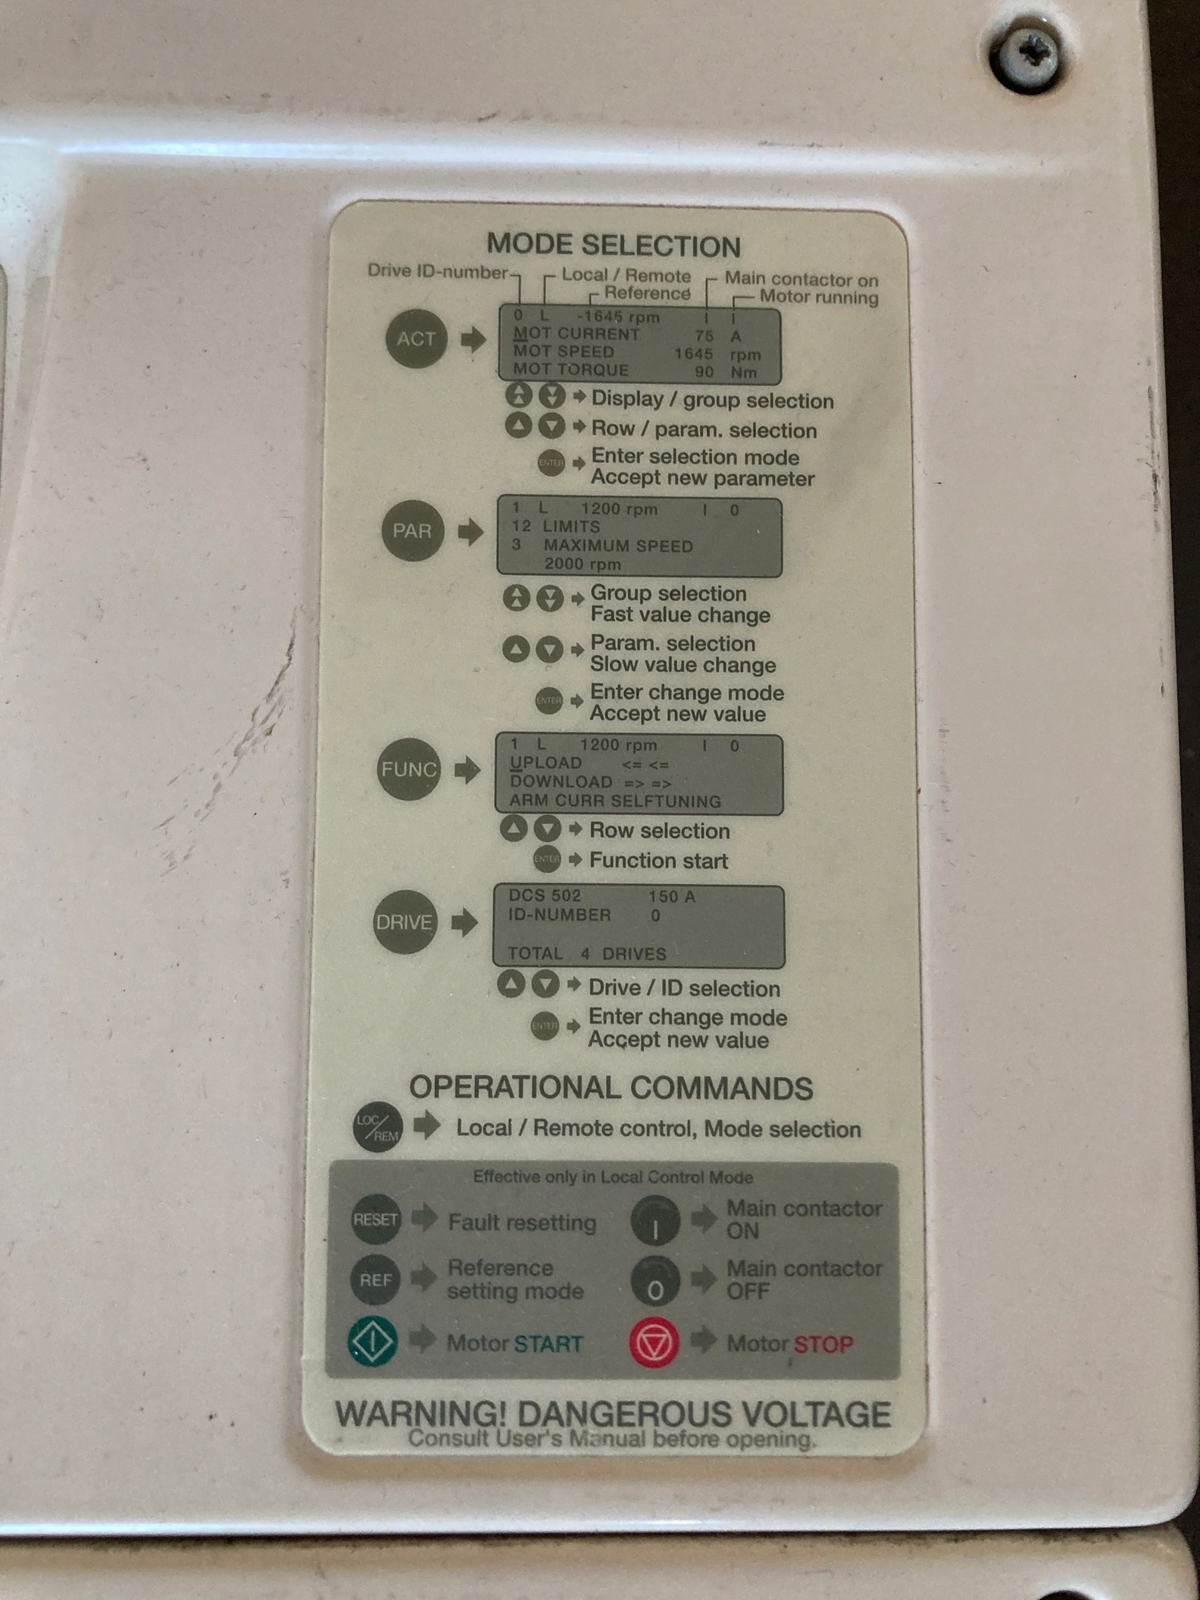 MODE SELECTION
Drive ID-number
Local / Remote
Reference
Main contactor on
Motor running
ACT
0 L -1645 rpm I I
MOT CURRENT 75 A
MOT SPEED 1645 rpm
MOT TORQUE 90 Nm
Display / group selection
Row / param. selection
ENTER
Enter selection mode
Accept new parameter
PAR
1 L 1200 rpm I 0
12 LIMITS
3 MAXIMUM SPEED
2000 rpm
Group selection
Fast value change
Param. selection
Slow value change
ENTER
Enter change mode
Accept new value
FUNC
1 L 1200 rpm I 0
UPLOAD <= <=
DOWNLOAD => =>
ARM CURR SELFTUNING
Row selection
ENTER
Function start
DRIVE
DCS 502 150 A
ID-NUMBER 0
TOTAL 4 DRIVES
Drive / ID selection
ENTER
Enter change mode
Accept new value
OPERATIONAL COMMANDS
LOC/REM
Local / Remote control, Mode selection
Effective only in Local Control Mode
RESET Fault resetting
I Main contactor ON
REF Reference setting mode
0 Main contactor OFF
I Motor START
Motor STOP
WARNING! DANGEROUS VOLTAGE
Consult User's Manual before opening.